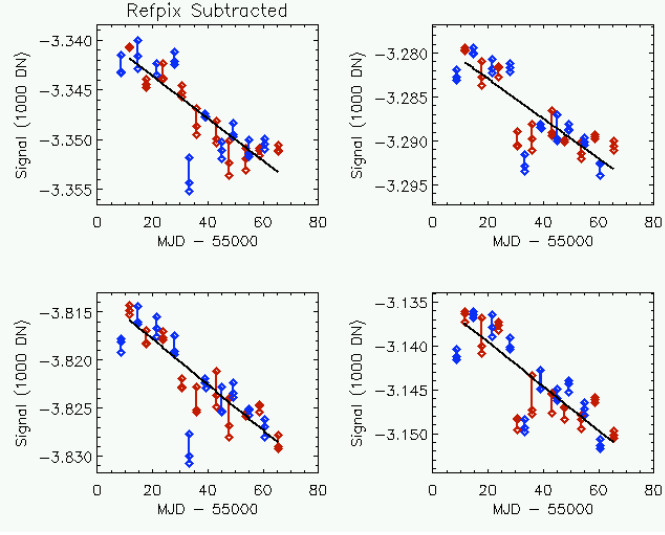 Refpix Subtracted
-3.340
-3.345
-3.350
-3.355
Signal (1000 DN)
0 20 40 60 80
MJD - 55000
-3.280
-3.285
-3.290
-3.295
Signal (1000 DN)
0 20 40 60 80
MJD - 55000
-3.815
-3.820
-3.825
-3.830
Signal (1000 DN)
0 20 40 60 80
MJD - 55000
-3.135
-3.140
-3.145
-3.150
Signal (1000 DN)
0 20 40 60 80
MJD - 55000